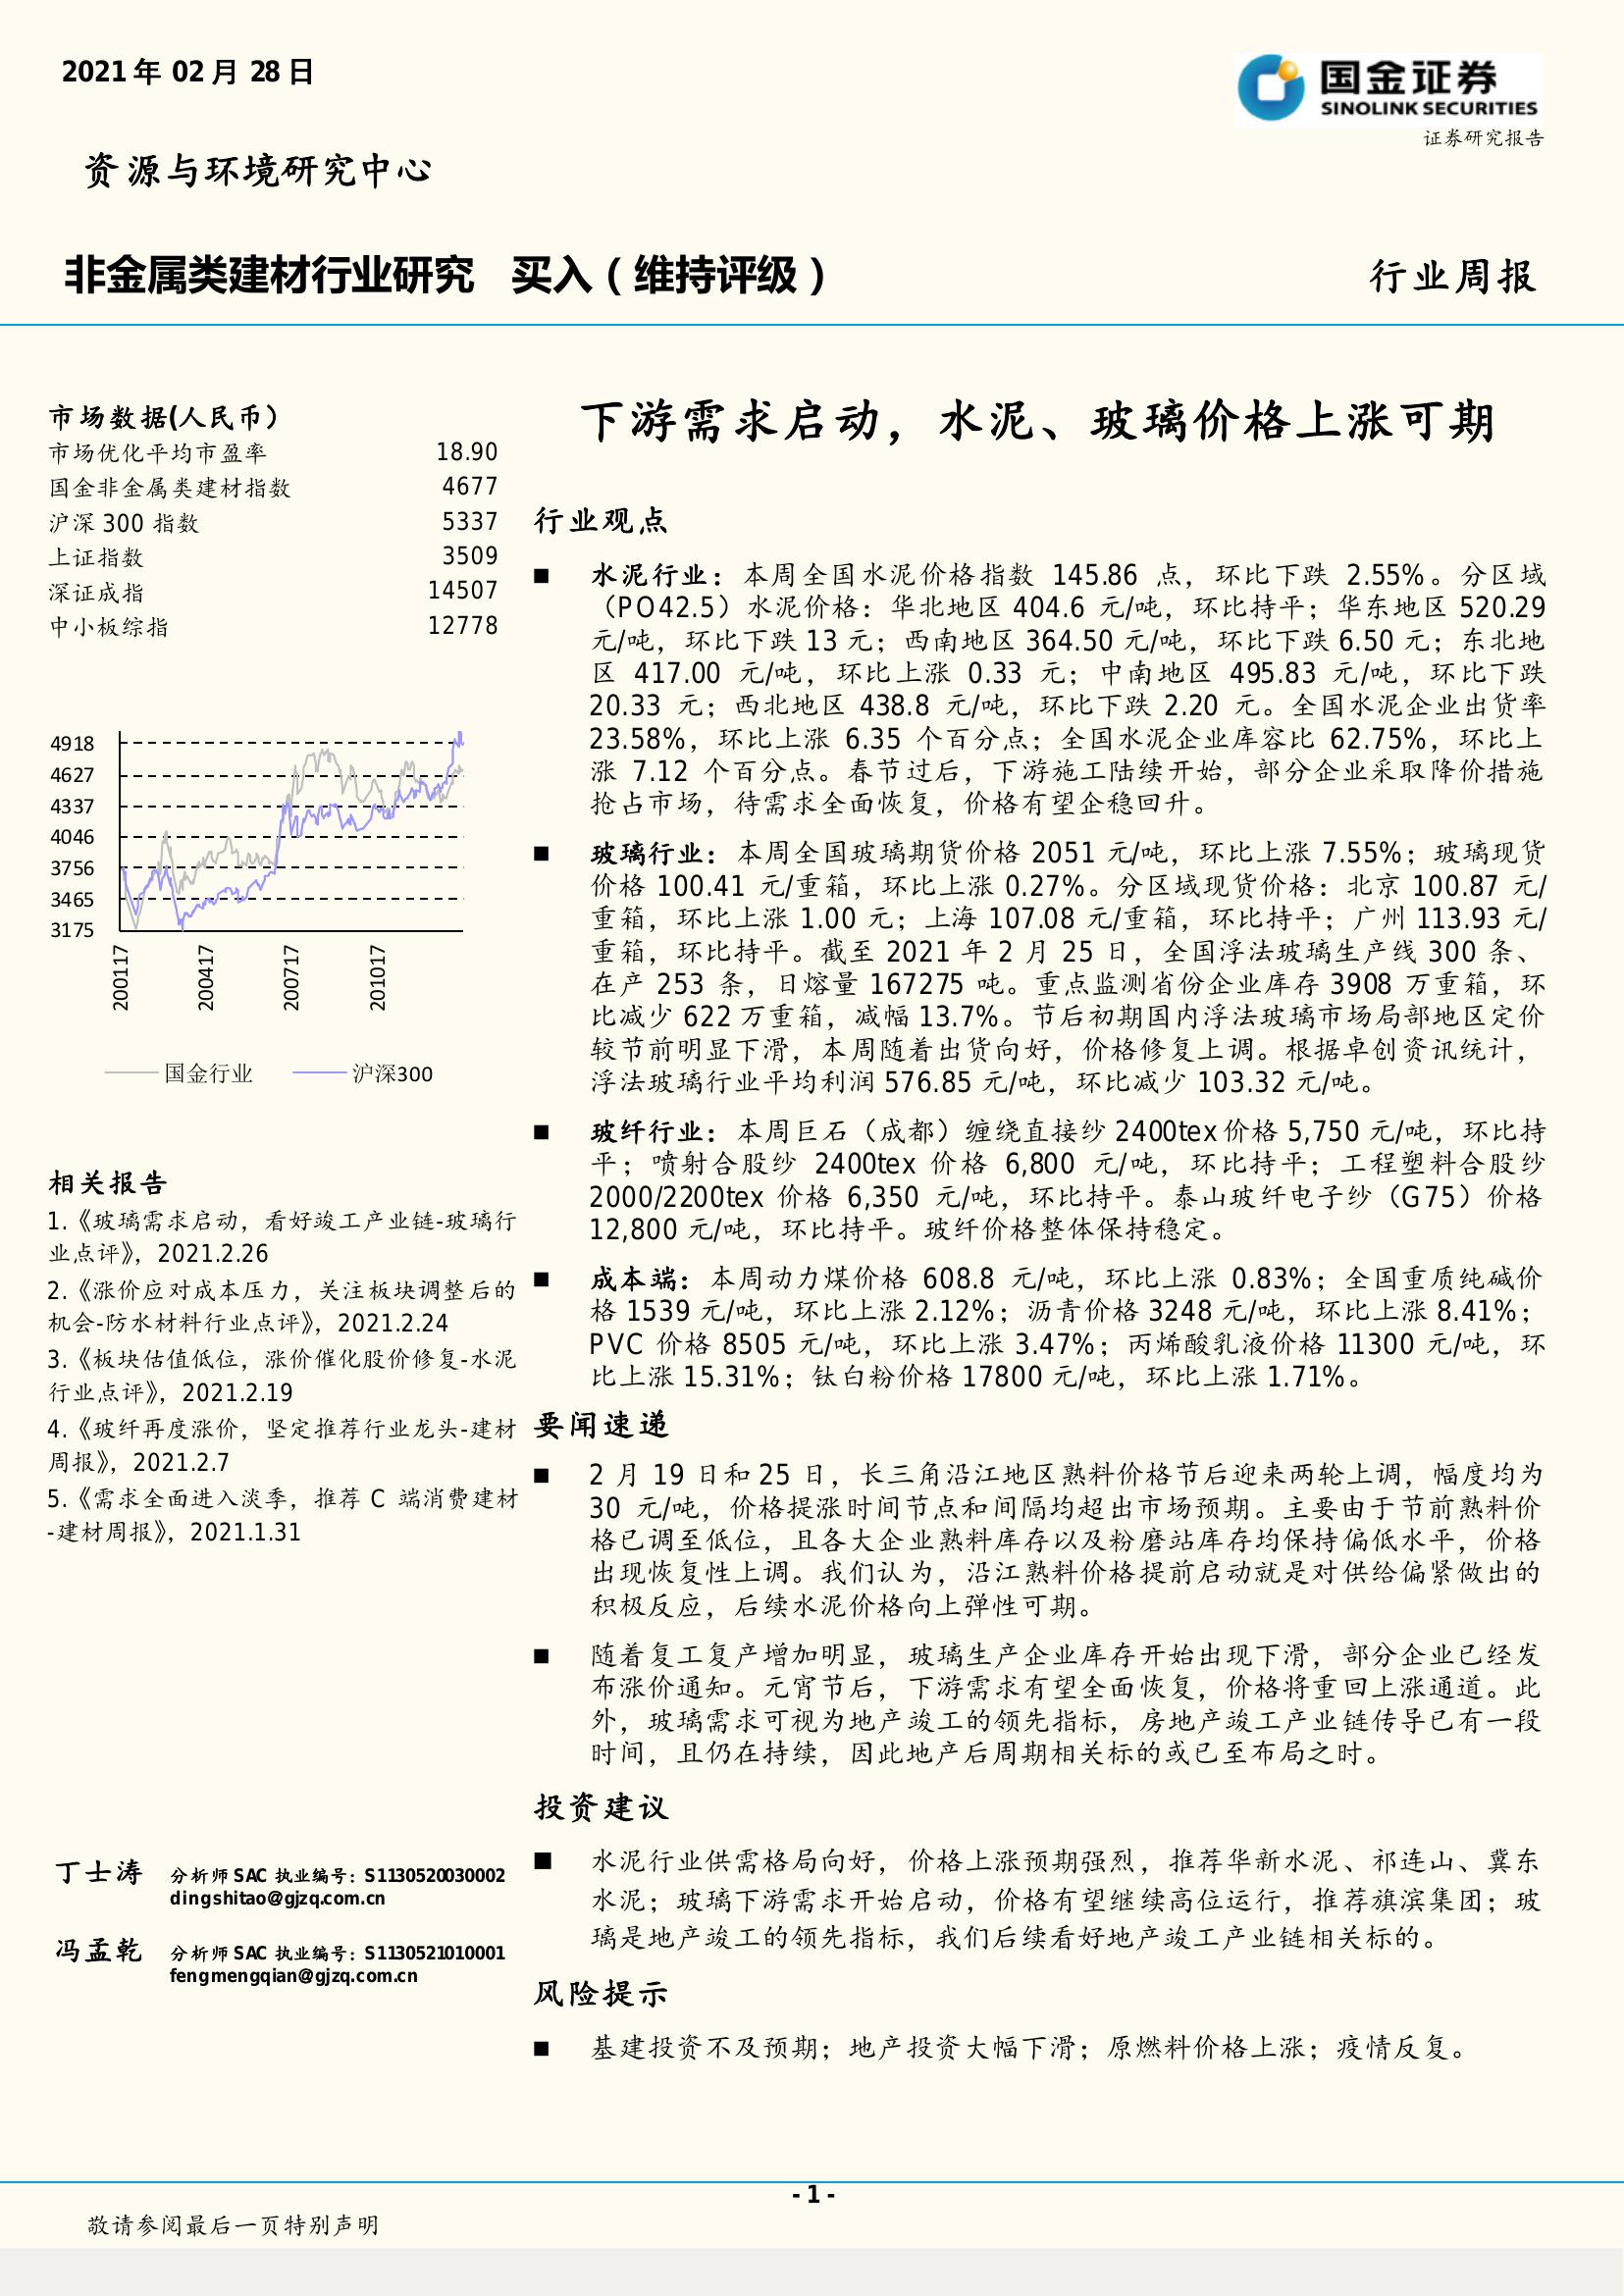 2021 年 02 月 28 日
国金证券
SINOLINK SECURITIES
证券研究报告
资源与环境研究中心
非金属类建材行业研究 买入（维持评级）
行业周报
市场数据(人民币）
市场优化平均市盈率 18.90
国金非金属类建材指数 4677
沪深 300 指数 5337
上证指数 3509
深证成指 14507
中小板综指 12778
4918
4627
4337
4046
3756
3465
3175
200117
200417
200717
201017
国金行业 沪深300
相关报告
1.《玻璃需求启动，看好竣工产业链-玻璃行
业点评》，2021.2.26
2.《涨价应对成本压力，关注板块调整后的
机会-防水材料行业点评》，2021.2.24
3.《板块估值低位，涨价催化股价修复-水泥
行业点评》，2021.2.19
4.《玻纤再度涨价，坚定推荐行业龙头-建材
周报》，2021.2.7
5.《需求全面进入淡季，推荐 C 端消费建材
-建材周报》，2021.1.31
丁士涛 分析师 SAC 执业编号：S1130520030002
dingshitao@gjzq.com.cn
冯孟乾 分析师 SAC 执业编号：S1130521010001
fengmengqian@gjzq.com.cn
下游需求启动，水泥、玻璃价格上涨可期
行业观点
■ 水泥行业：本周全国水泥价格指数 145.86 点，环比下跌 2.55%。分区域
（PO42.5）水泥价格：华北地区 404.6 元/吨，环比持平；华东地区 520.29
元/吨，环比下跌 13 元；西南地区 364.50 元/吨，环比下跌 6.50 元；东北地
区 417.00 元/吨，环比上涨 0.33 元；中南地区 495.83 元/吨，环比下跌
20.33 元；西北地区 438.8 元/吨，环比下跌 2.20 元。全国水泥企业出货率
23.58%，环比上涨 6.35 个百分点；全国水泥企业库容比 62.75%，环比上
涨 7.12 个百分点。春节过后，下游施工陆续开始，部分企业采取降价措施
抢占市场，待需求全面恢复，价格有望企稳回升。
■ 玻璃行业：本周全国玻璃期货价格 2051 元/吨，环比上涨 7.55%；玻璃现货
价格 100.41 元/重箱，环比上涨 0.27%。分区域现货价格：北京 100.87 元/
重箱，环比上涨 1.00 元；上海 107.08 元/重箱，环比持平；广州 113.93 元/
重箱，环比持平。截至 2021 年 2 月 25 日，全国浮法玻璃生产线 300 条、
在产 253 条，日熔量 167275 吨。重点监测省份企业库存 3908 万重箱，环
比减少 622 万重箱，减幅 13.7%。节后初期国内浮法玻璃市场局部地区定价
较节前明显下滑，本周随着出货向好，价格修复上调。根据卓创资讯统计，
浮法玻璃行业平均利润 576.85 元/吨，环比减少 103.32 元/吨。
■ 玻纤行业：本周巨石（成都）缠绕直接纱 2400tex 价格 5,750 元/吨，环比持
平；喷射合股纱 2400tex 价格 6,800 元/吨，环比持平；工程塑料合股纱
2000/2200tex 价格 6,350 元/吨，环比持平。泰山玻纤电子纱（G75）价格
12,800 元/吨，环比持平。玻纤价格整体保持稳定。
■ 成本端：本周动力煤价格 608.8 元/吨，环比上涨 0.83%；全国重质纯碱价
格 1539 元/吨，环比上涨 2.12%；沥青价格 3248 元/吨，环比上涨 8.41%；
PVC 价格 8505 元/吨，环比上涨 3.47%；丙烯酸乳液价格 11300 元/吨，环
比上涨 15.31%；钛白粉价格 17800 元/吨，环比上涨 1.71%。
要闻速递
■ 2 月 19 日和 25 日，长三角沿江地区熟料价格节后迎来两轮上调，幅度均为
30 元/吨，价格提涨时间节点和间隔均超出市场预期。主要由于节前熟料价
格已调至低位，且各大企业熟料库存以及粉磨站库存均保持偏低水平，价格
出现恢复性上调。我们认为，沿江熟料价格提前启动就是对供给偏紧做出的
积极反应，后续水泥价格向上弹性可期。
■ 随着复工复产增加明显，玻璃生产企业库存开始出现下滑，部分企业已经发
布涨价通知。元宵节后，下游需求有望全面恢复，价格将重回上涨通道。此
外，玻璃需求可视为地产竣工的领先指标，房地产竣工产业链传导已有一段
时间，且仍在持续，因此地产后周期相关标的或已至布局之时。
投资建议
■ 水泥行业供需格局向好，价格上涨预期强烈，推荐华新水泥、祁连山、冀东
水泥；玻璃下游需求开始启动，价格有望继续高位运行，推荐旗滨集团；玻
璃是地产竣工的领先指标，我们后续看好地产竣工产业链相关标的。
风险提示
■ 基建投资不及预期；地产投资大幅下滑；原燃料价格上涨；疫情反复。
- 1 -
敬请参阅最后一页特别声明